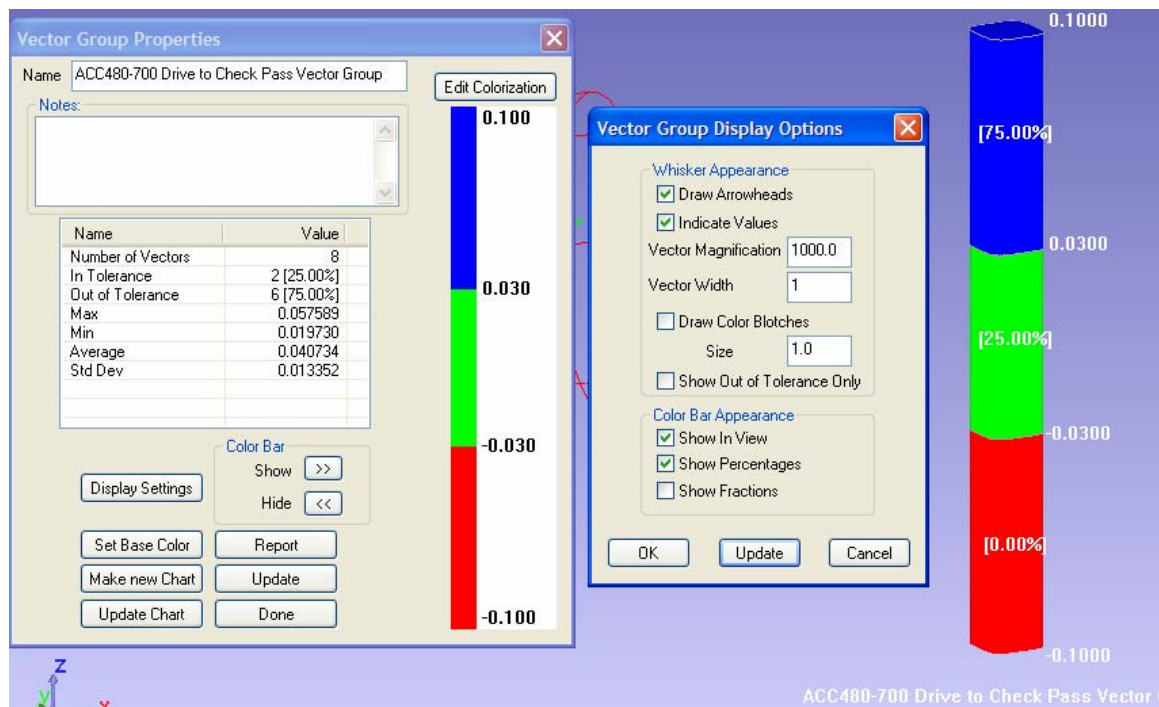 Vector Group Properties
Name ACC480-700 Drive to Check Pass Vector Group
Notes:
Name Value
Number of Vectors 8
In Tolerance 2 [25.00%]
Out of Tolerance 6 [75.00%]
Max 0.057589
Min 0.019730
Average 0.040734
Std Dev 0.013352
Color Bar
Show >>
Hide <<
Display Settings
Set Base Color Report
Make new Chart Update
Update Chart Done
Edit Colorization
0.100
0.030
-0.030
-0.100
Vector Group Display Options
Whisker Appearance
Draw Arrowheads
Indicate Values
Vector Magnification 1000.0
Vector Width 1
Draw Color Blotches
Size 1.0
Show Out of Tolerance Only
Color Bar Appearance
Show In View
Show Percentages
Show Fractions
OK Update Cancel
0.1000
[75.00%]
0.0300
[25.00%]
-0.0300
[0.00%]
-0.1000
ACC480-700 Drive to Check Pass Vector
z
y
x